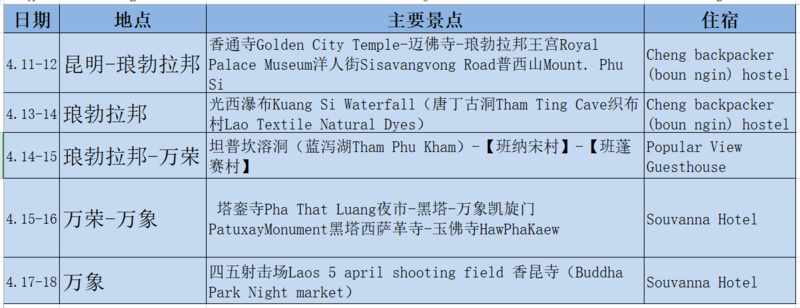 日期 地点 主要景点 住宿
4.11-12 昆明-琅勃拉邦 香通寺Golden City Temple-迈佛寺-琅勃拉邦王宫Royal Palace Museum洋人街Sisavangvong Road普西山Mount. Phu Si Cheng backpacker (boun ngin) hostel
4.13-14 琅勃拉邦 光西瀑布Kuang Si Waterfall（唐丁古洞Tham Ting Cave织布村Lao Textile Natural Dyes） Cheng backpacker (boun ngin) hostel
4.14-15 琅勃拉邦-万荣 坦普坎溶洞（蓝泻湖Tham Phu Kham）-【班纳宋村】-【班蓬赛村】 Popular View Guesthouse
4.15-16 万荣-万象 塔銮寺Pha That Luang夜市-黑塔-万象凯旋门PatuxayMonument黑塔西萨革寺-玉佛寺HawPhaKaew Souvanna Hotel
4.17-18 万象 四五射击场Laos 5 april shooting field 香昆寺（Buddha Park Night market） Souvanna Hotel